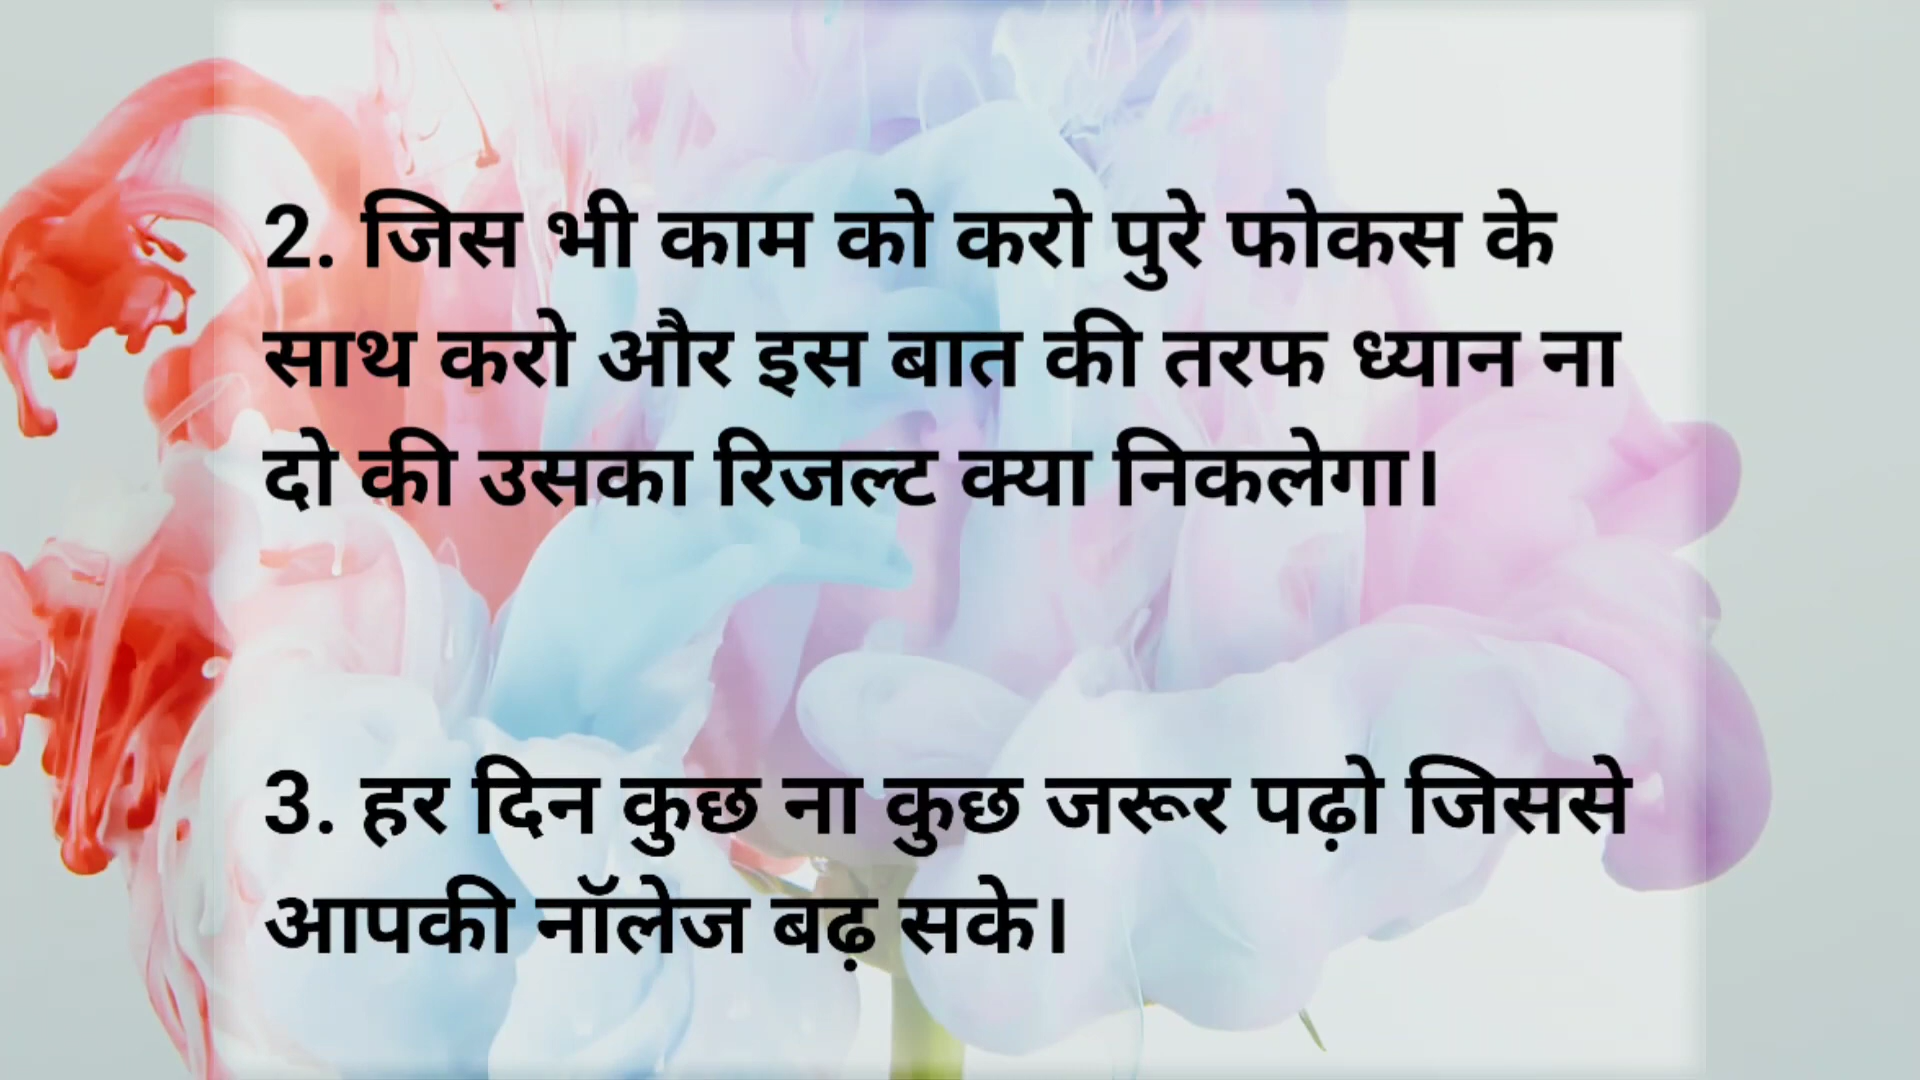 2. जिस भी काम को करो पुरे फोकस के
साथ करो और इस बात की तरफ ध्यान ना
दो की उसका रिजल्ट क्या निकलेगा।
3. हर दिन कुछ ना कुछ जरूर पढ़ो जिससे
आपकी नॉलेज बढ़ सके।